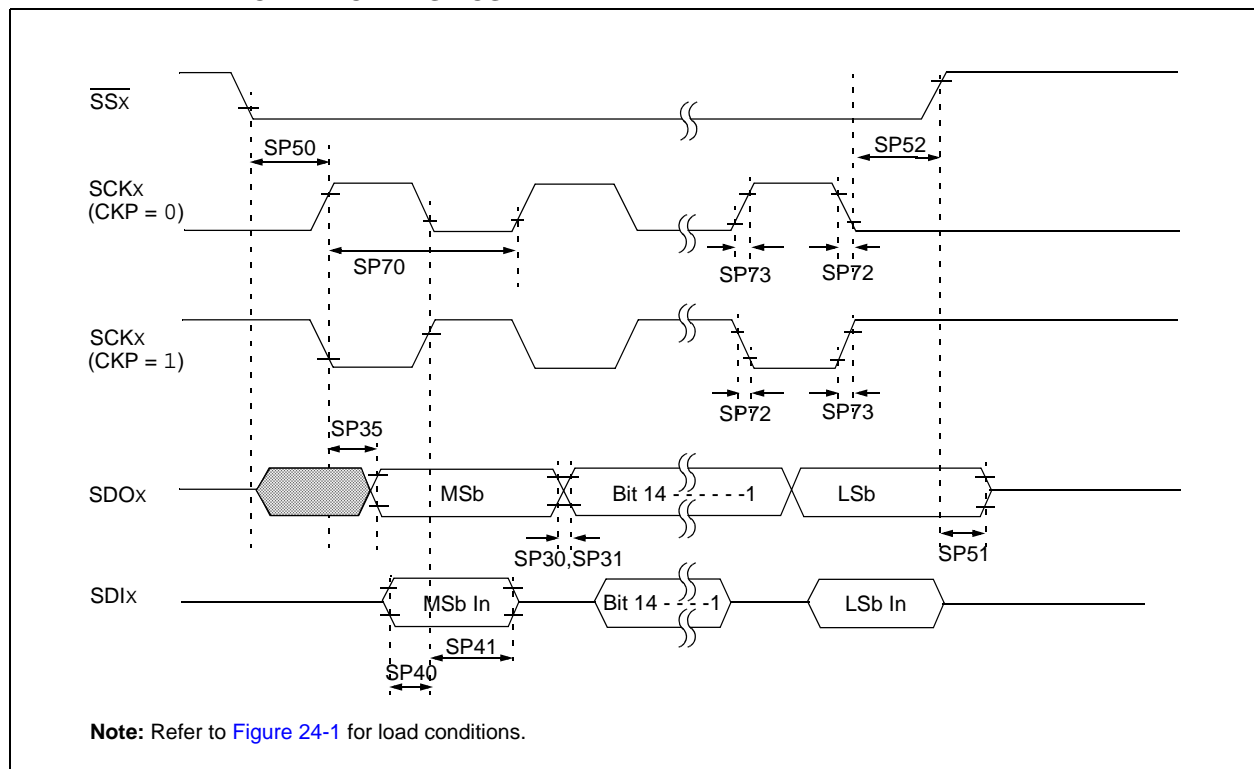 SSX
SP50
SP52
SCKX
(CKP = 0)
SP70
SP73
SP72
SCKX
(CKP = 1)
SP72
SP73
SP35
SDOX
MSb
Bit 14 - - - - - -1
LSb
SP30,SP31
SP51
SDIX
MSb In
Bit 14 - - - -1
LSb In
SP41
SP40
Note: Refer to Figure 24-1 for load conditions.